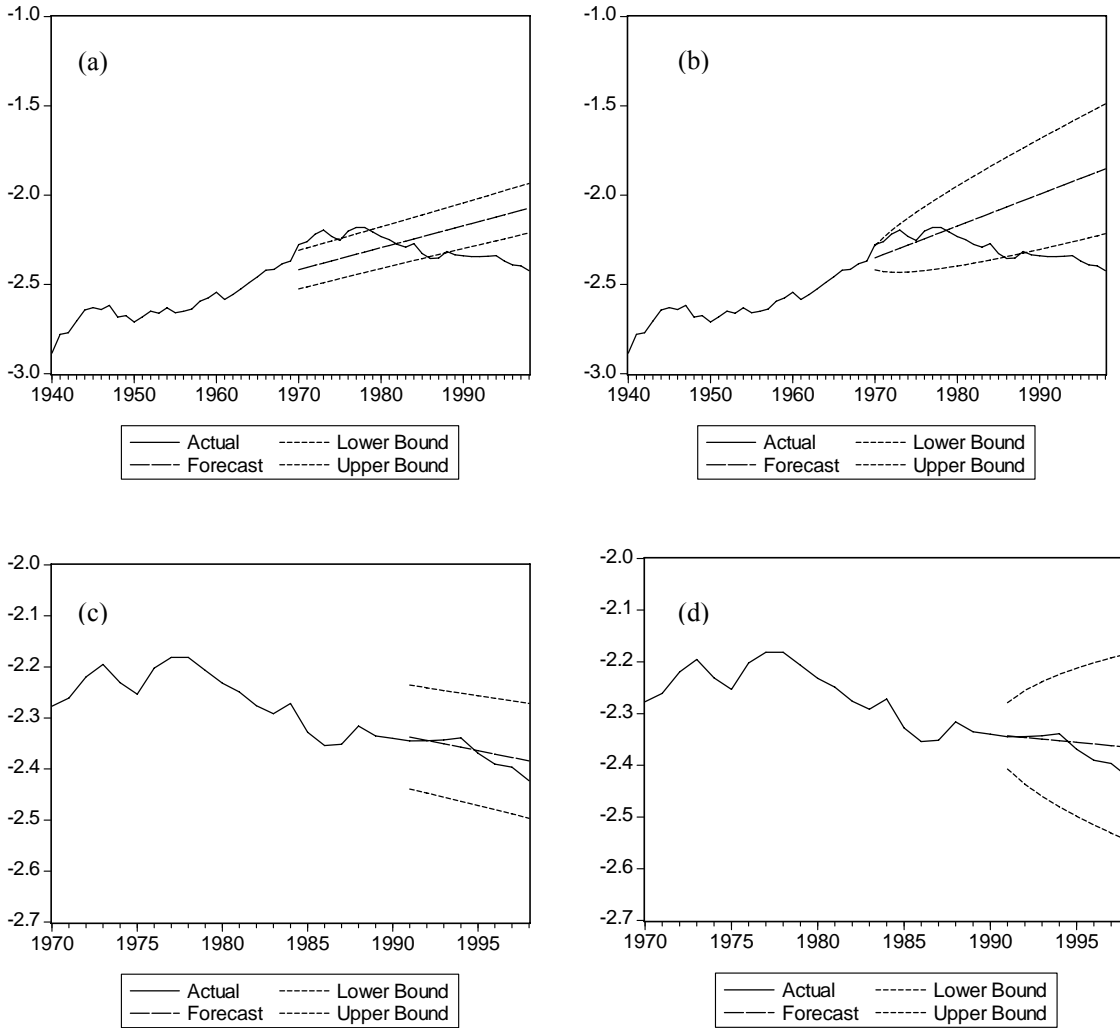 -1.0
(a)
-1.5
-2.0
-2.5
-3.0
1940 1950 1960 1970 1980 1990
Actual Lower Bound
Forecast Upper Bound
-1.0
(b)
-1.5
-2.0
-2.5
-3.0
1940 1950 1960 1970 1980 1990
Actual Lower Bound
Forecast Upper Bound
-2.0
-2.1
(c)
-2.2
-2.3
-2.4
-2.5
-2.6
-2.7
1970 1975 1980 1985 1990 1995
Actual Lower Bound
Forecast Upper Bound
-2.0
-2.1
(d)
-2.2
-2.3
-2.4
-2.5
-2.6
-2.7
1970 1975 1980 1985 1990 1995
Actual Lower Bound
Forecast Upper Bound